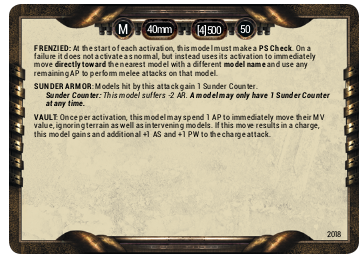 M 40mm [4]500 50
FRENZIED: At the start of each activation, this model must make a PS Check. On a
failure it does not activate as normal, but instead uses its activation to immediately
move directly toward the nearest model with a different model name and use any
remaining AP to perform melee attacks on that model.
SUNDER ARMOR: Models hit by this attack gain 1 Sunder Counter.
Sunder Counter: This model suffers -2 AR. A model may only have 1 Sunder Counter
at any time.
VAULT: Once per activation, this model may spend 1 AP to immediately move their MV
value, ignoring terrain as well as intervening models. If this move results in a charge,
this model gains and additional +1 AS and +1 PW to the charge attack.
2018